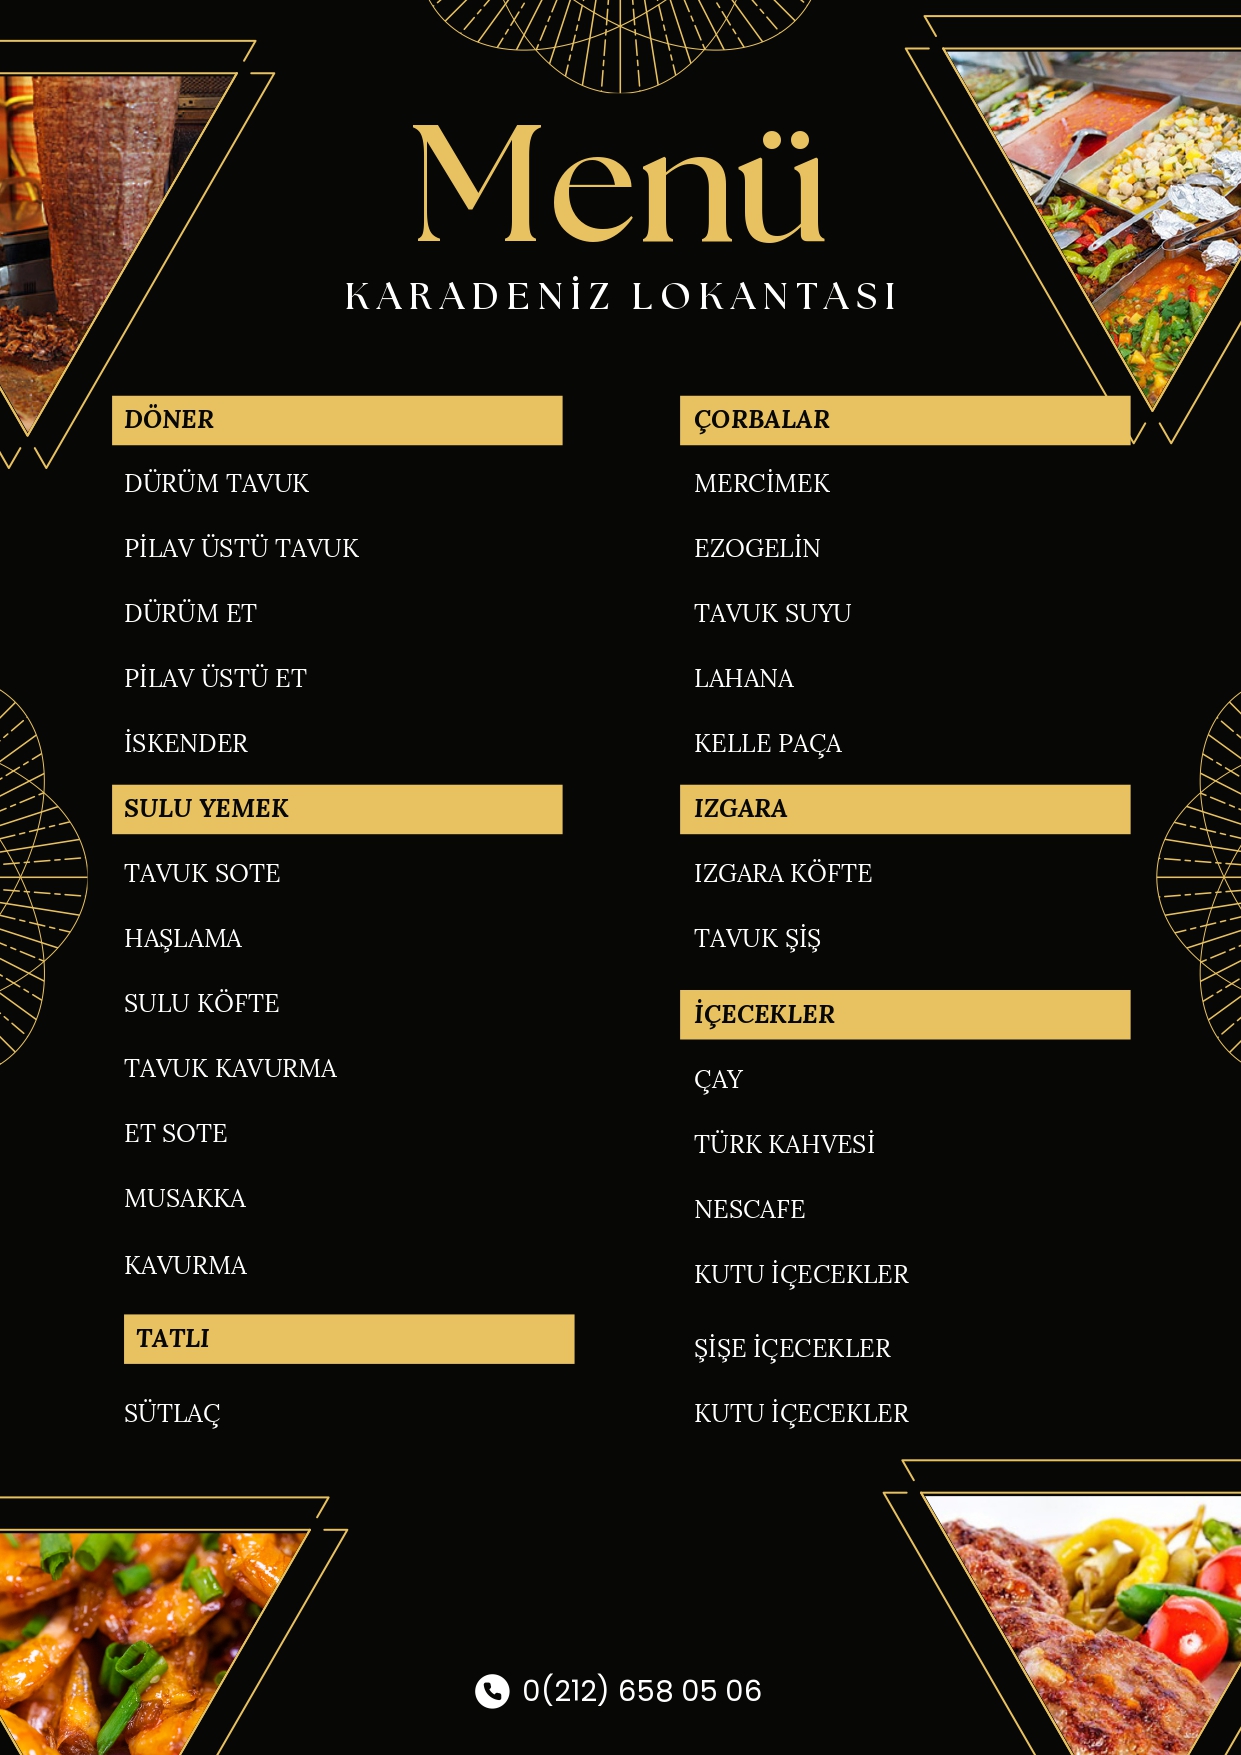 Menü
KARADENİZ LOKANTASI
DÖNER
DÜRÜM TAVUK
PİLAV ÜSTÜ TAVUK
DÜRÜM ET
PİLAV ÜSTÜ ET
İSKENDER
SULU YEMEK
TAVUK SOTE
HAŞLAMA
SULU KÖFTE
TAVUK KAVURMA
ET SOTE
MUSAKKA
KAVURMA
TATLI
SÜTLAÇ
ÇORBALAR
MERCİMEK
EZOGELİN
TAVUK SUYU
LAHANA
KELLE PAÇA
IZGARA
IZGARA KÖFTE
TAVUK ŞİŞ
İÇECEKLER
ÇAY
TÜRK KAHVESİ
NESCAFE
KUTU İÇECEKLER
ŞİŞE İÇECEKLER
KUTU İÇECEKLER
0(212) 658 05 06